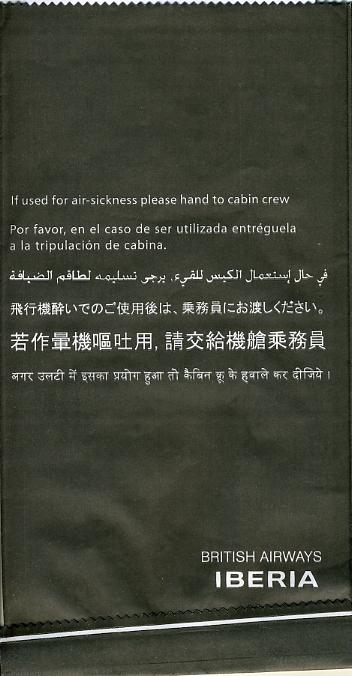 If used for air-sickness please hand to cabin crew
Por favor, en el caso de ser utilizada entréguela
a la tripulación de cabina.
في حال إستعمال الكيس للقيء، يرجى تسليمه لطاقم الضيافة
飛行機酔いでのご使用後は、乗務員にお渡しください。
若作暈機嘔吐用, 請交給機艙乘務員
अगर उलटी में इसका प्रयोग हुआ तो कैबिन क्रू के हवाले कर दीजिये।
BRITISH AIRWAYS
IBERIA